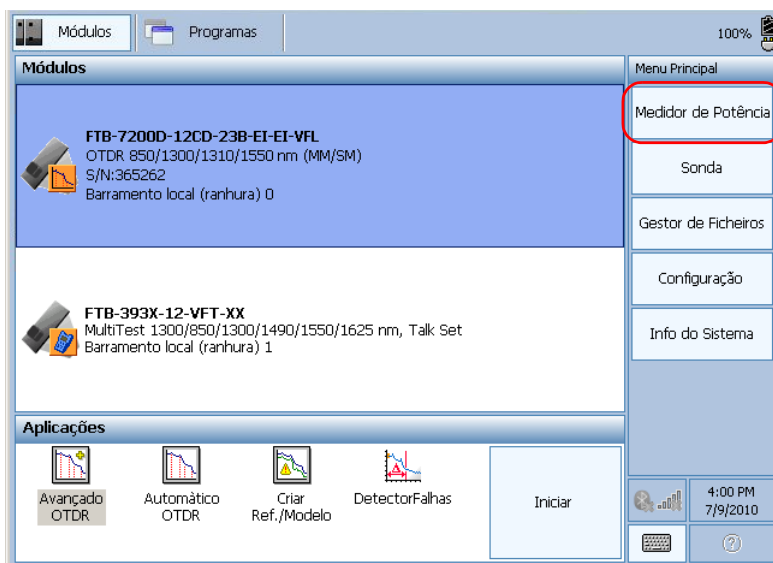 Módulos
Programas
100%
Módulos
FTB-7200D-12CD-23B-EI-EI-VFL
OTDR 850/1300/1310/1550 nm (MM/SM)
S/N:365262
Barramento local (ranhura) 0
FTB-393X-12-VFT-XX
MultiTest 1300/850/1300/1490/1550/1625 nm, Talk Set
Barramento local (ranhura) 1
Aplicações
Avançado
OTDR
Automàtico
OTDR
Criar
Ref./Modelo
DetectorFalhas
Iniciar
Menu Principal
Medidor de Potência
Sonda
Gestor de Ficheiros
Configuração
Info do Sistema
4:00 PM
7/9/2010